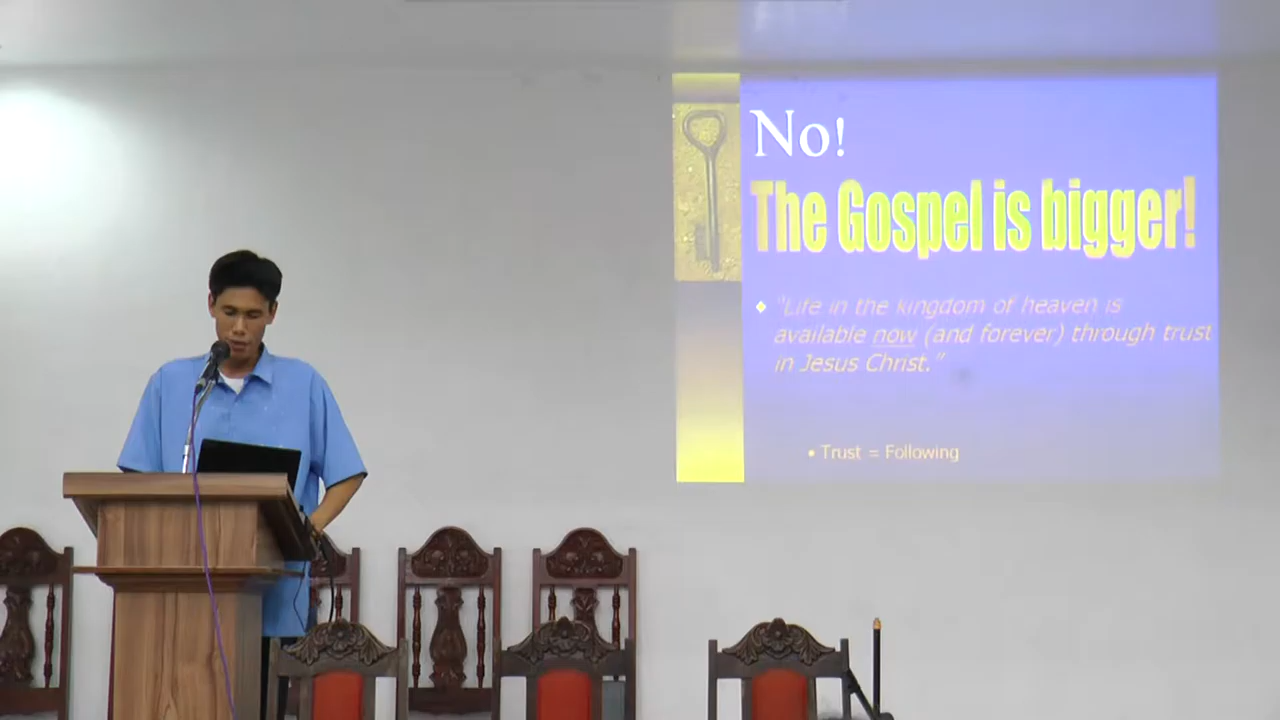 No!
The Gospel is bigger!
"Life in the kingdom of heaven is
available now (and forever) through trust
in Jesus Christ."
• Trust = Following